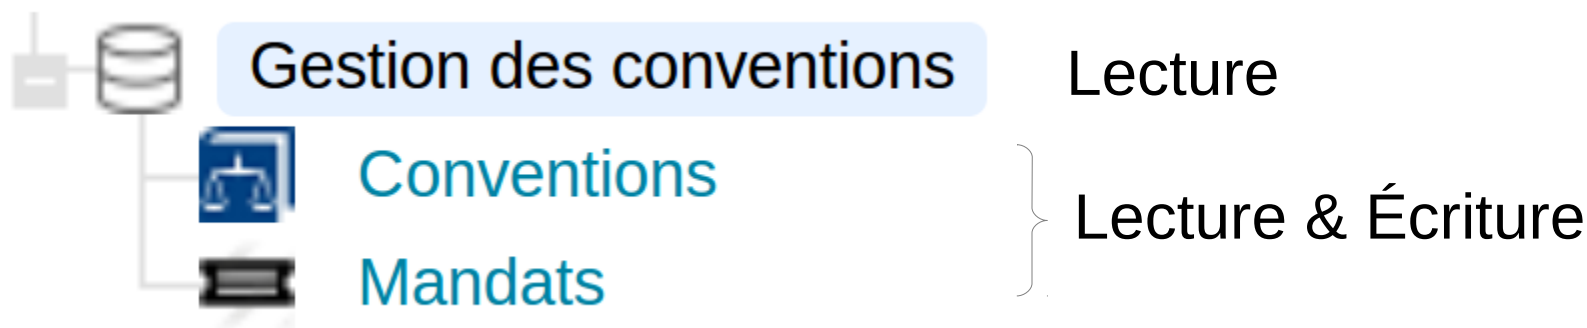 Gestion des conventions Lecture
Conventions
Lecture & Écriture
Mandats